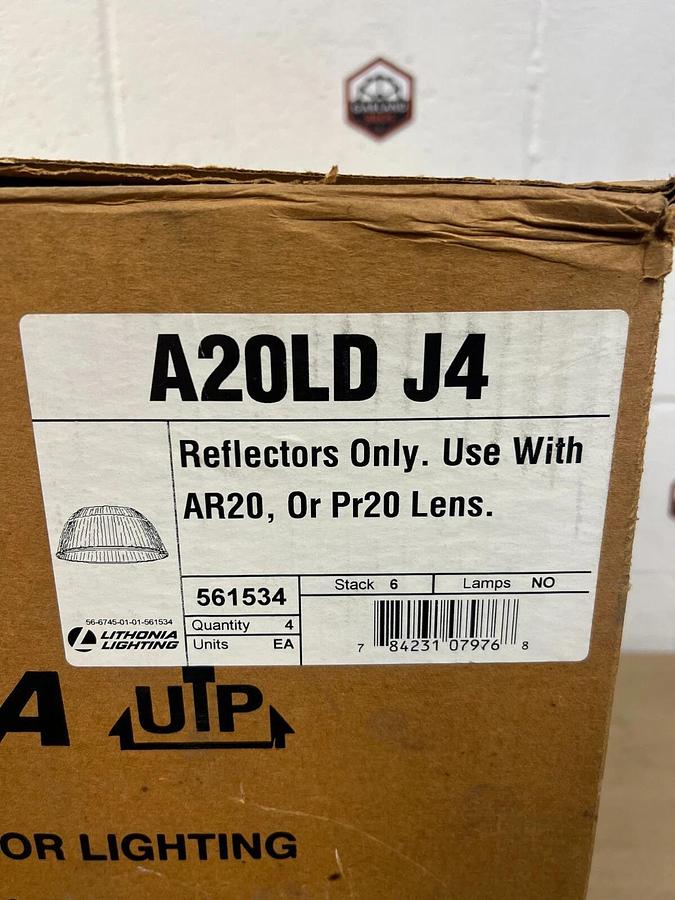 A20LD J4
Reflectors Only. Use With
AR20, Or Pr20 Lens.
56-6745-01-01-561534
LITHONIA
LIGHTING
561534
Quantity 4
Units EA
Stack 6
Lamps NO
7 84231 07976 8
A UTP
OR LIGHTING